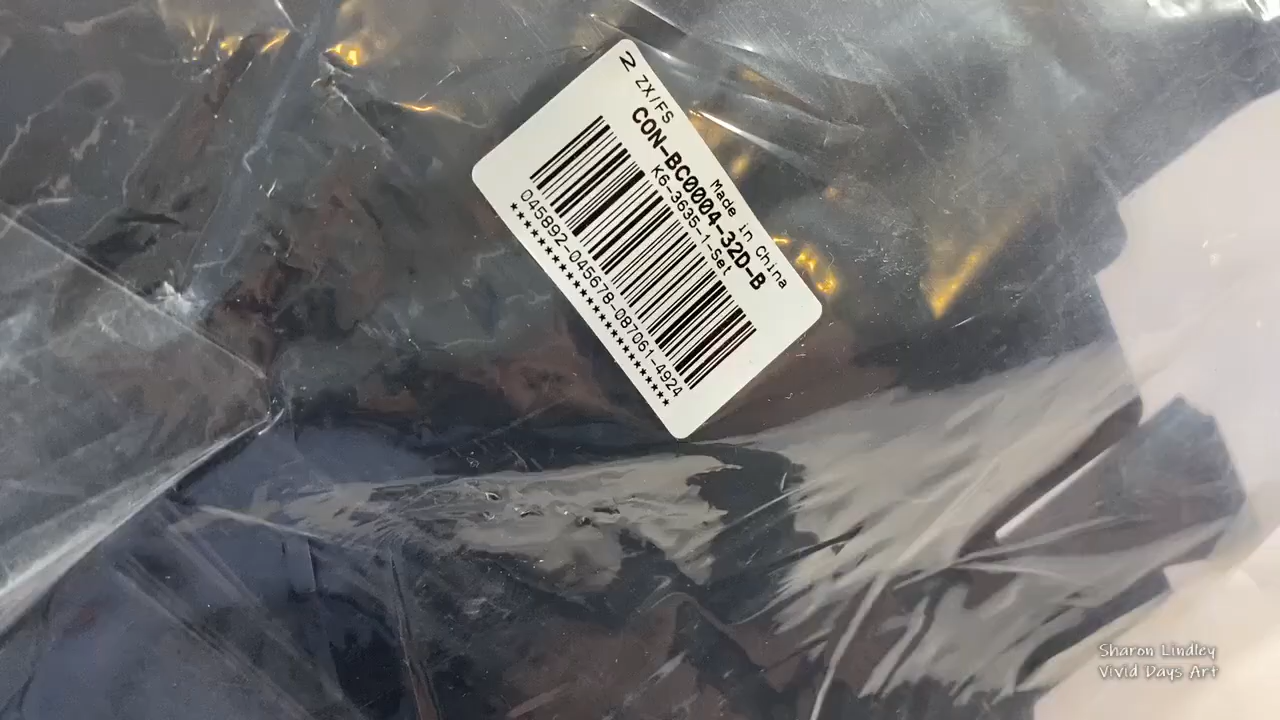 2 ZX/FS
CON-BC0004-32D-B
Made in China
K6-3635-1-Set
045892-045678-087061-4924
★★★★★★★★★★★★★★★★★★★★★★★★★
Sharon Lindley
Vivid Days Art